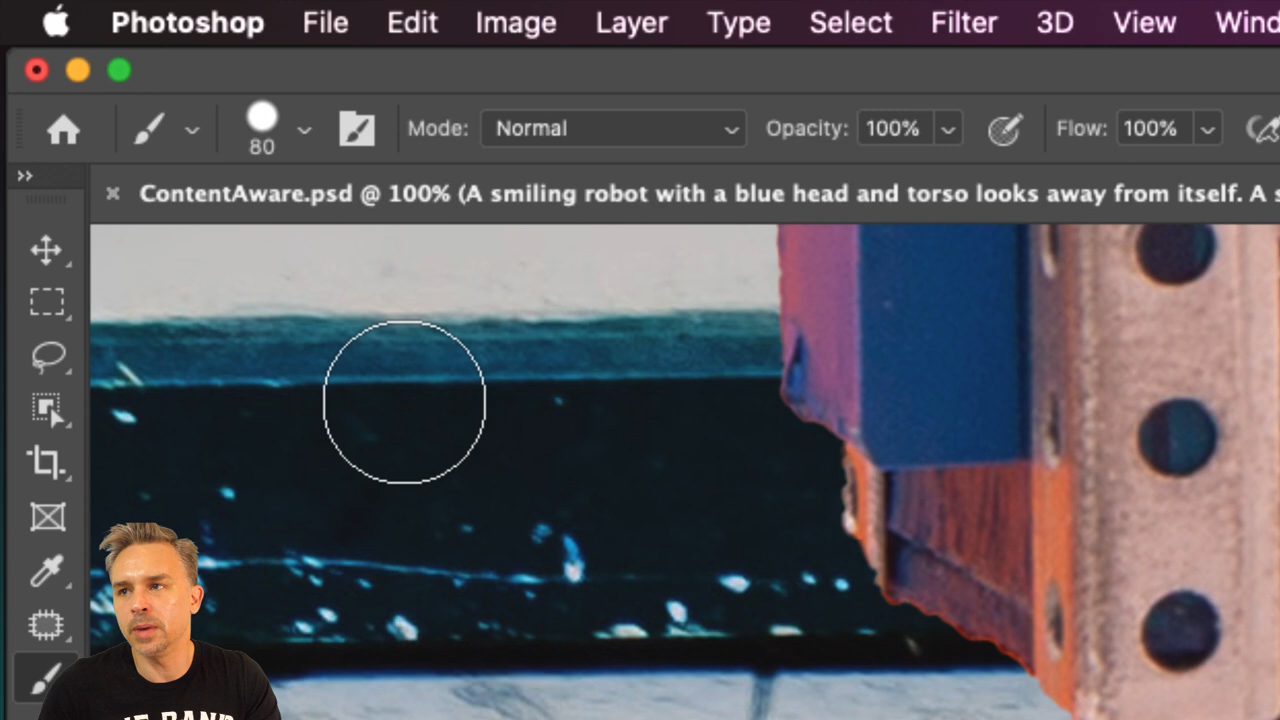 Photoshop File Edit Image Layer Type Select Filter 3D View Wind
80 Mode: Normal Opacity: 100% Flow: 100%
ContentAware.psd @ 100% (A smiling robot with a blue head and torso looks away from itself. A s
BAND